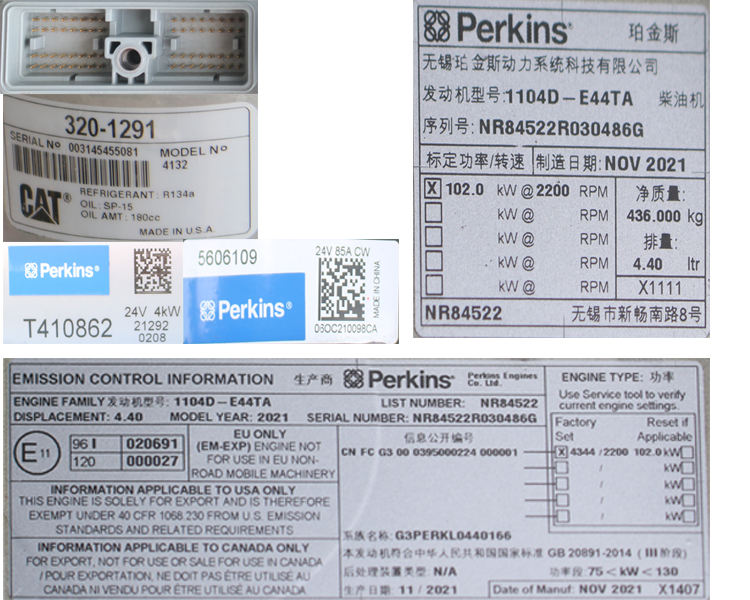 320-1291
SERIAL Nº 003145455081
MODEL Nº
4132
CAT®
REFRIGERANT: R134a
OIL: SP-15
OIL AMT: 180cc
MADE IN U.S.A
Perkins®
24V 4kW
T410862
21292
0208
5606109
24V 85A CW
Perkins®
MADE IN CHINA
06OC210098CA
Perkins® 珀金斯
无锡珀金斯动力系统科技有限公司
发动机型号: 1104D-E44TA 柴油机
序列号: NR84522R030486G
标定功率/转速 制造日期: NOV 2021
X 102.0 kW @ 2200 RPM
kW @ RPM
kW @ RPM
kW @ RPM
kW @ RPM
净质量:
436.000 kg
排量:
4.40 ltr
X1111
NR84522 无锡市新畅南路8号
EMISSION CONTROL INFORMATION 生产商 Perkins® Perkins Engines Co. Ltd.
ENGINE FAMILY 发动机型号: 1104D-E44TA LIST NUMBER: NR84522
DISPLACEMENT: 4.40 MODEL YEAR: 2021 SERIAL NUMBER: NR84522R030486G
E11
96 I 020691
120 000027
EU ONLY
(EM-EXP) ENGINE NOT
FOR USE IN EU NON-
ROAD MOBILE MACHINERY
INFORMATION APPLICABLE TO USA ONLY
THIS ENGINE IS SOLELY FOR EXPORT AND IS THEREFORE
EXEMPT UNDER 40 CFR 1068.230 FROM U.S. EMISSION
STANDARDS AND RELATED REQUIREMENTS
INFORMATION APPLICABLE TO CANADA ONLY
FOR EXPORT, NOT FOR USE OR SALE FOR USE IN CANADA
/ POUR EXPORTATION, NE DOIT PAS ÊTRE UTILISÉ AU
CANADA NI VENDU POUR ÊTRE UTILISÉ AU CANADA
信息公开编号
CN FC G3 00 0395000224 000001
ENGINE TYPE: 功率
Use Service tool to verify
current engine settings.
Factory Set
Reset if Applicable
X 4344 / 2200 102.0 kW
/ kW
/ kW
/ kW
/ kW
系族名称: G3PERKL0440166
本发动机符合中华人民共和国国家标准 GB 20891-2014 (III阶段)
后处理装置类型: N/A 功率段: 75<kW<130
生产日期: 11 / 2021 Date of Manuf: NOV 2021 X1407